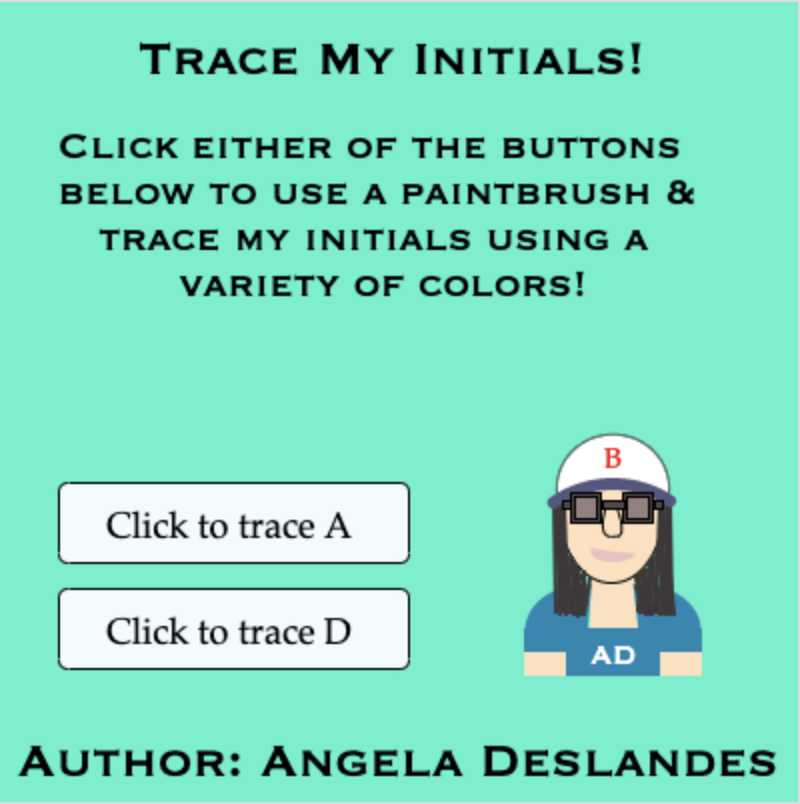 Trace My Initials!
Click either of the buttons
below to use a paintbrush &
trace my initials using a
variety of colors!
B
Click to trace A
Click to trace D
AD
Author: Angela Deslandes